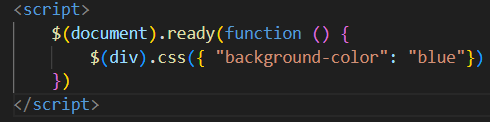 <script>
$(document).ready(function () {
$(div).css({ "background-color": "blue"})
})
</script>